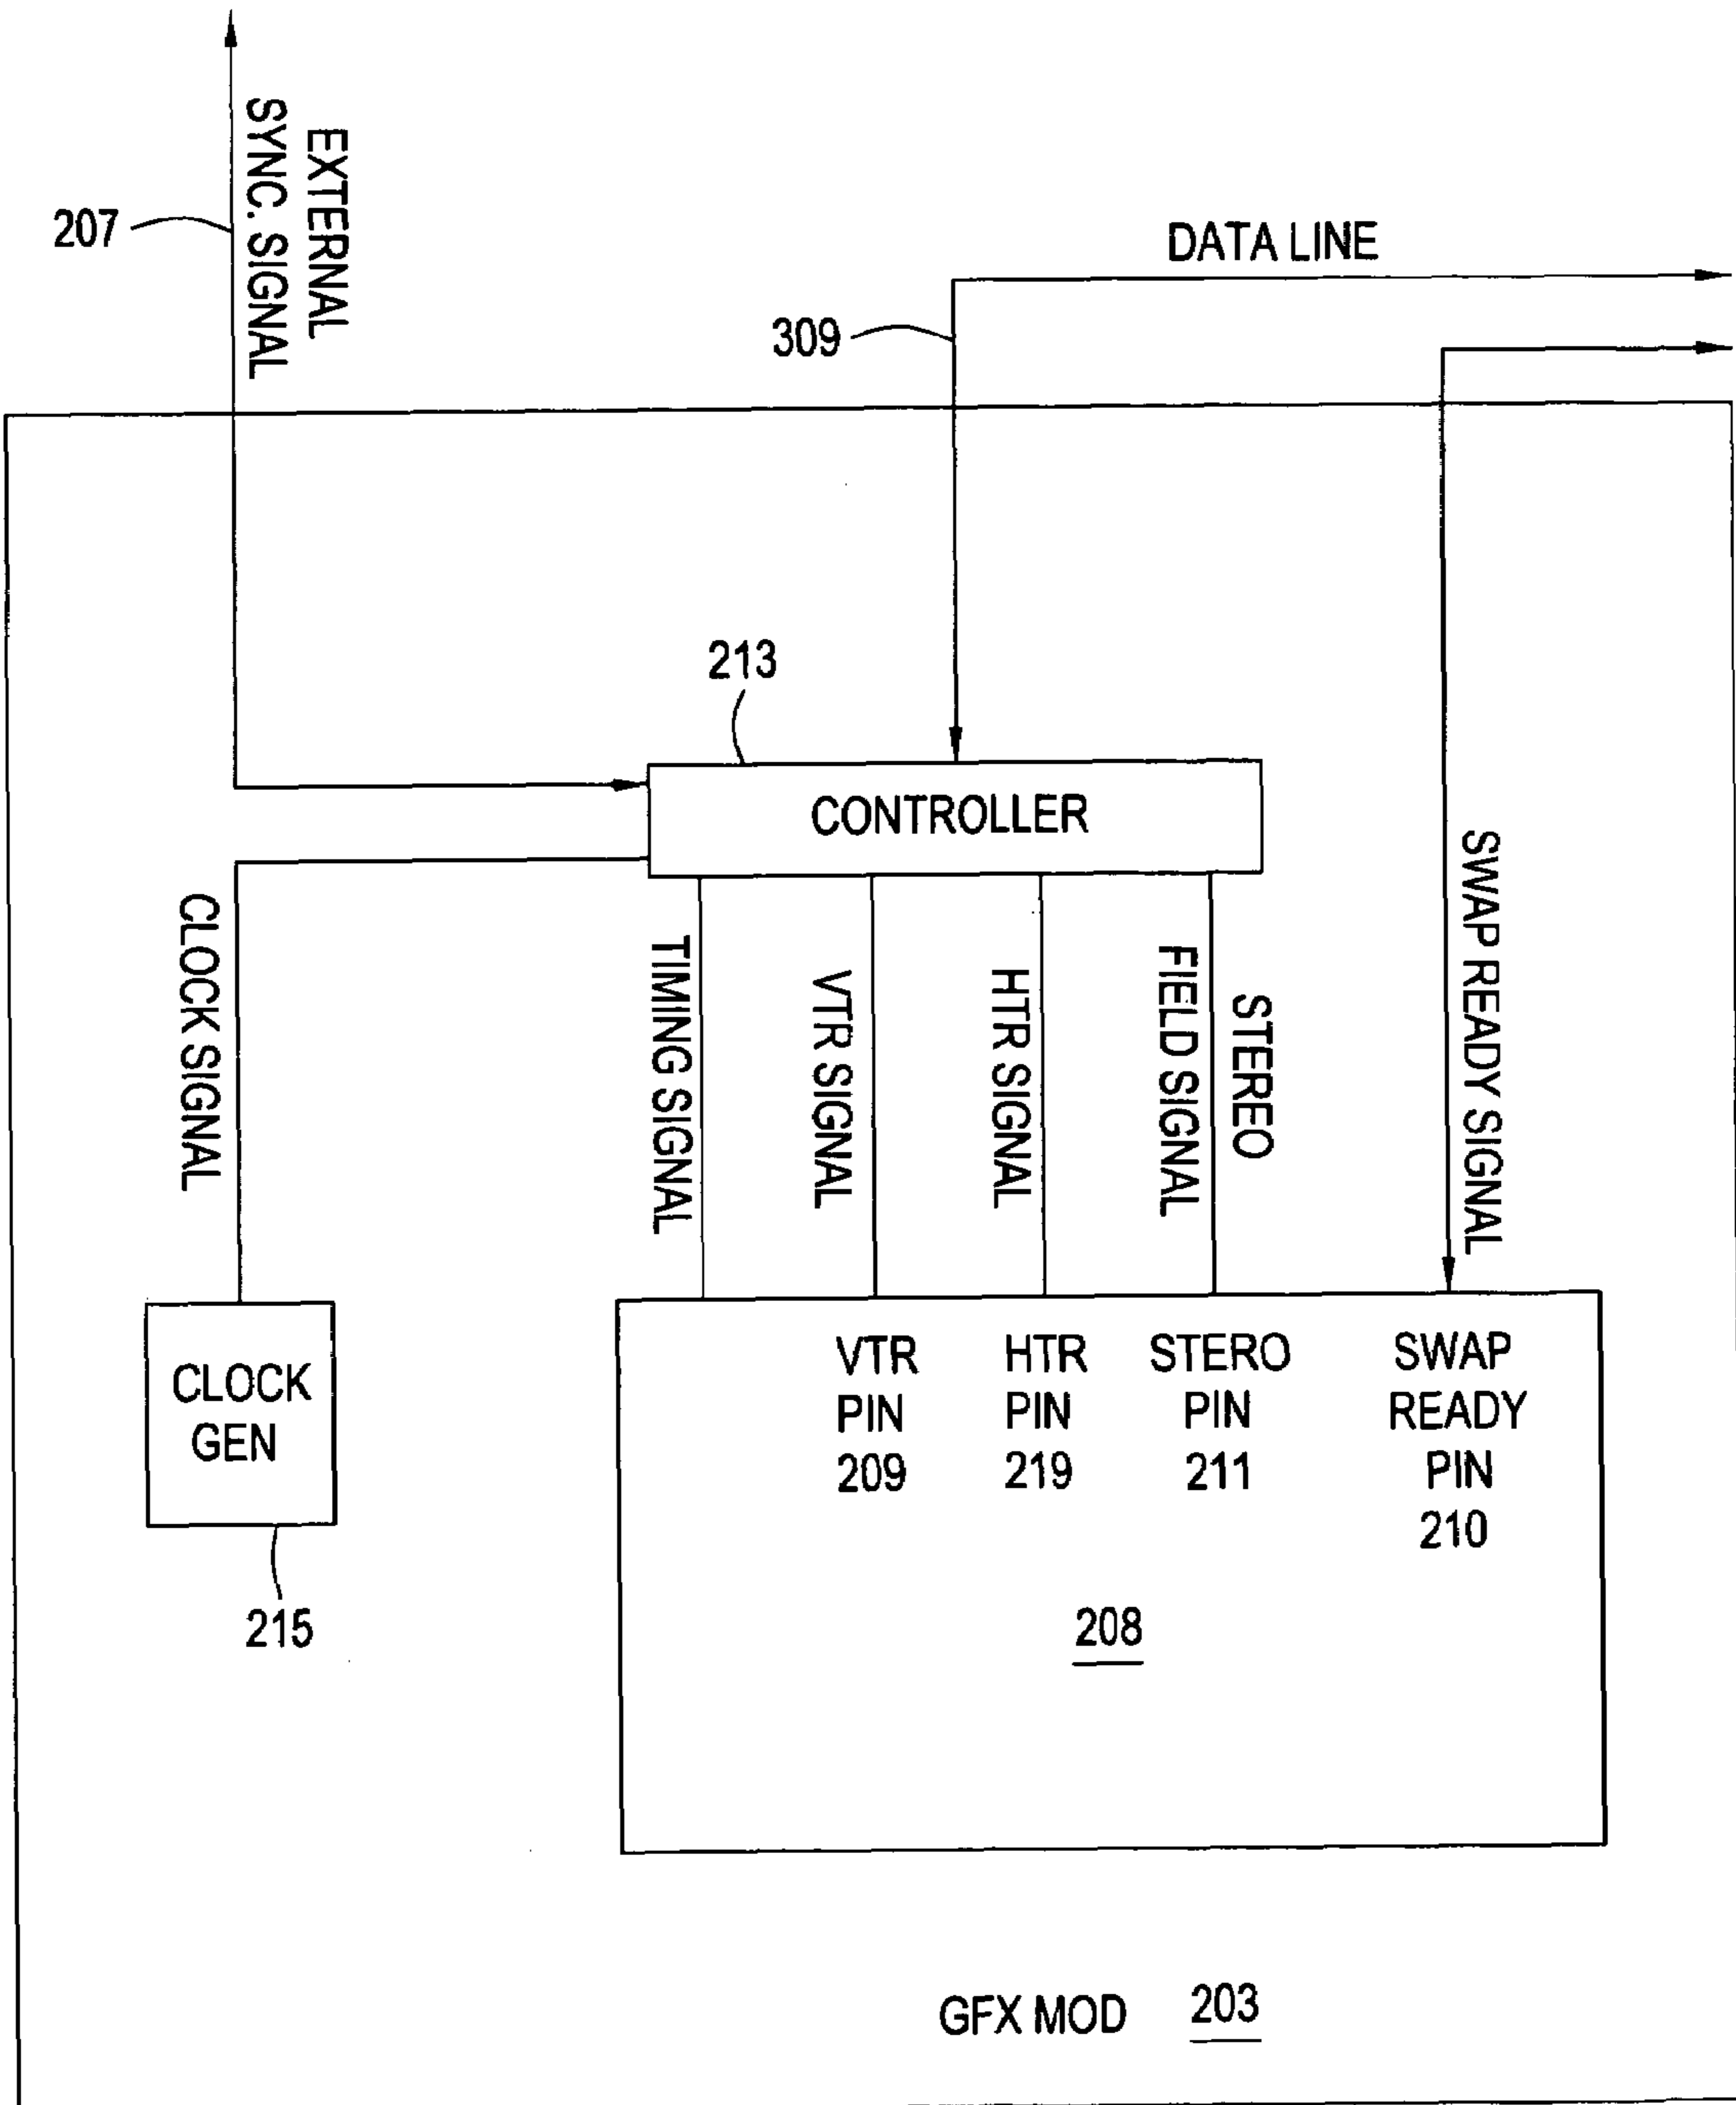 EXTERNAL
SYNC. SIGNAL
207
DATA LINE
309
213
CONTROLLER
CLOCK SIGNAL
TIMING SIGNAL
VTR SIGNAL
HTR SIGNAL
STEREO
FIELD SIGNAL
SWAP READY SIGNAL
CLOCK
GEN
215
VTR
PIN
209
HTR
PIN
219
STERO
PIN
211
SWAP
READY
PIN
210
208
GFX MOD 203